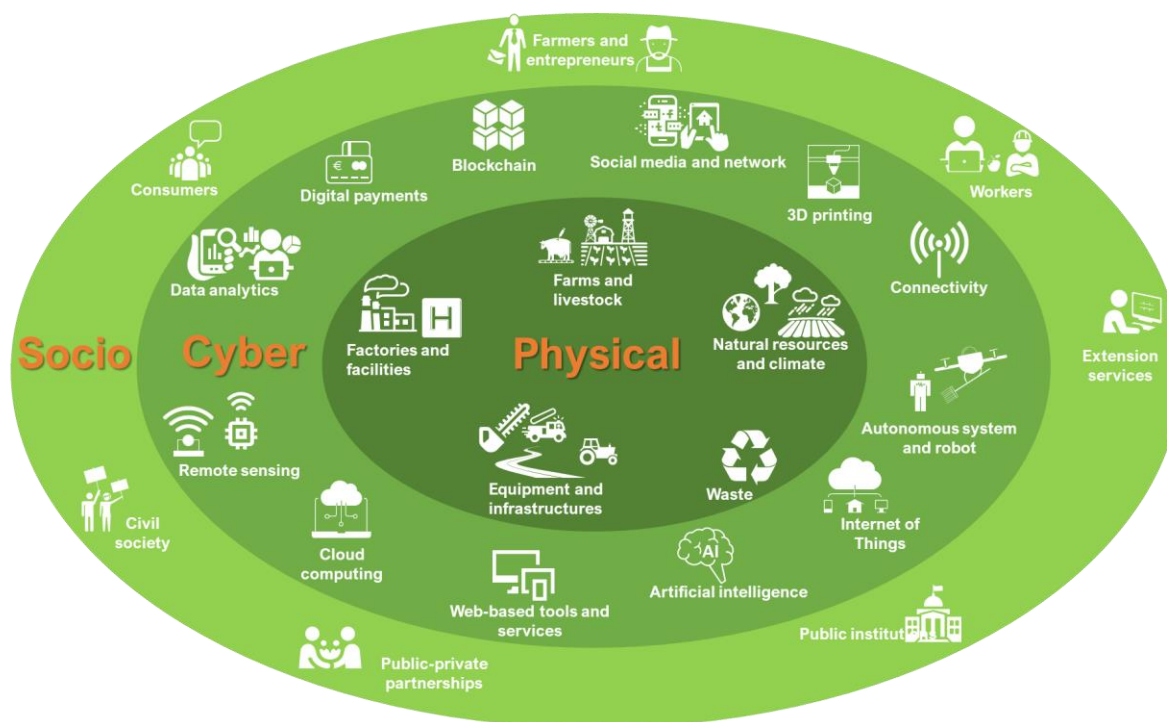 Farmers and
entrepreneurs
Consumers
Digital payments
Blockchain
Social media and network
3D printing
Workers
Data analytics
Farms and
livestock
Connectivity
Factories and
facilities
Natural resources
and climate
Socio
Cyber
Physical
Extension
services
Remote sensing
Equipment and
infrastructures
Waste
Autonomous system
and robot
Civil
society
Cloud
computing
Web-based tools and
services
AI
Artificial intelligence
Internet of
Things
Public institutions
Public-private
partnerships
H
€